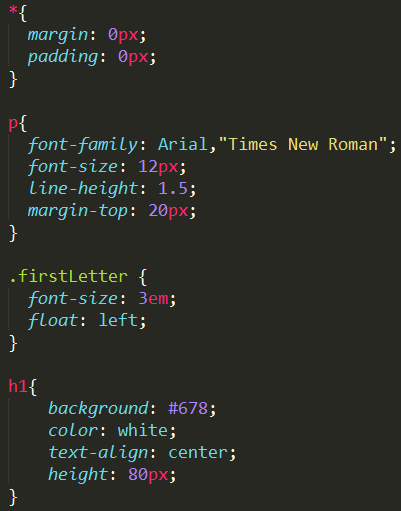 *{
  margin: 0px;
  padding: 0px;
}

p{
  font-family: Arial,"Times New Roman";
  font-size: 12px;
  line-height: 1.5;
  margin-top: 20px;
}

.firstLetter {
  font-size: 3em;
  float: left;
}

h1{
    background: #678;
    color: white;
    text-align: center;
    height: 80px;
}